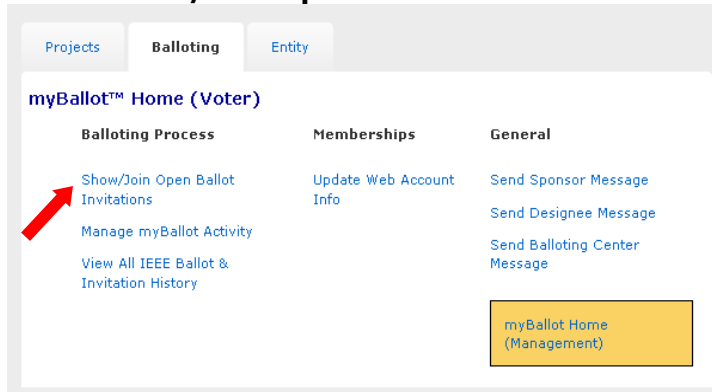 Projects
Balloting
Entity
myBallot™ Home (Voter)
Balloting Process
Show/Join Open Ballot
Invitations
Manage myBallot Activity
View All IEEE Ballot &
Invitation History
Memberships
Update Web Account
Info
General
Send Sponsor Message
Send Designee Message
Send Balloting Center
Message
myBallot Home
(Management)